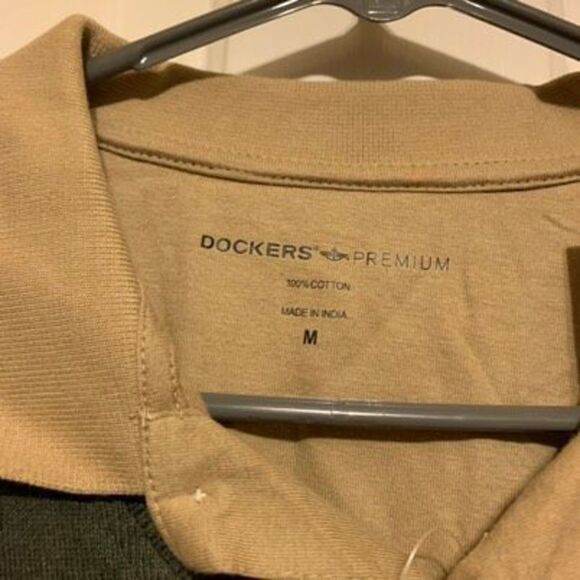 DOCKERS® PREMIUM
100% COTTON
MADE IN INDIA
M